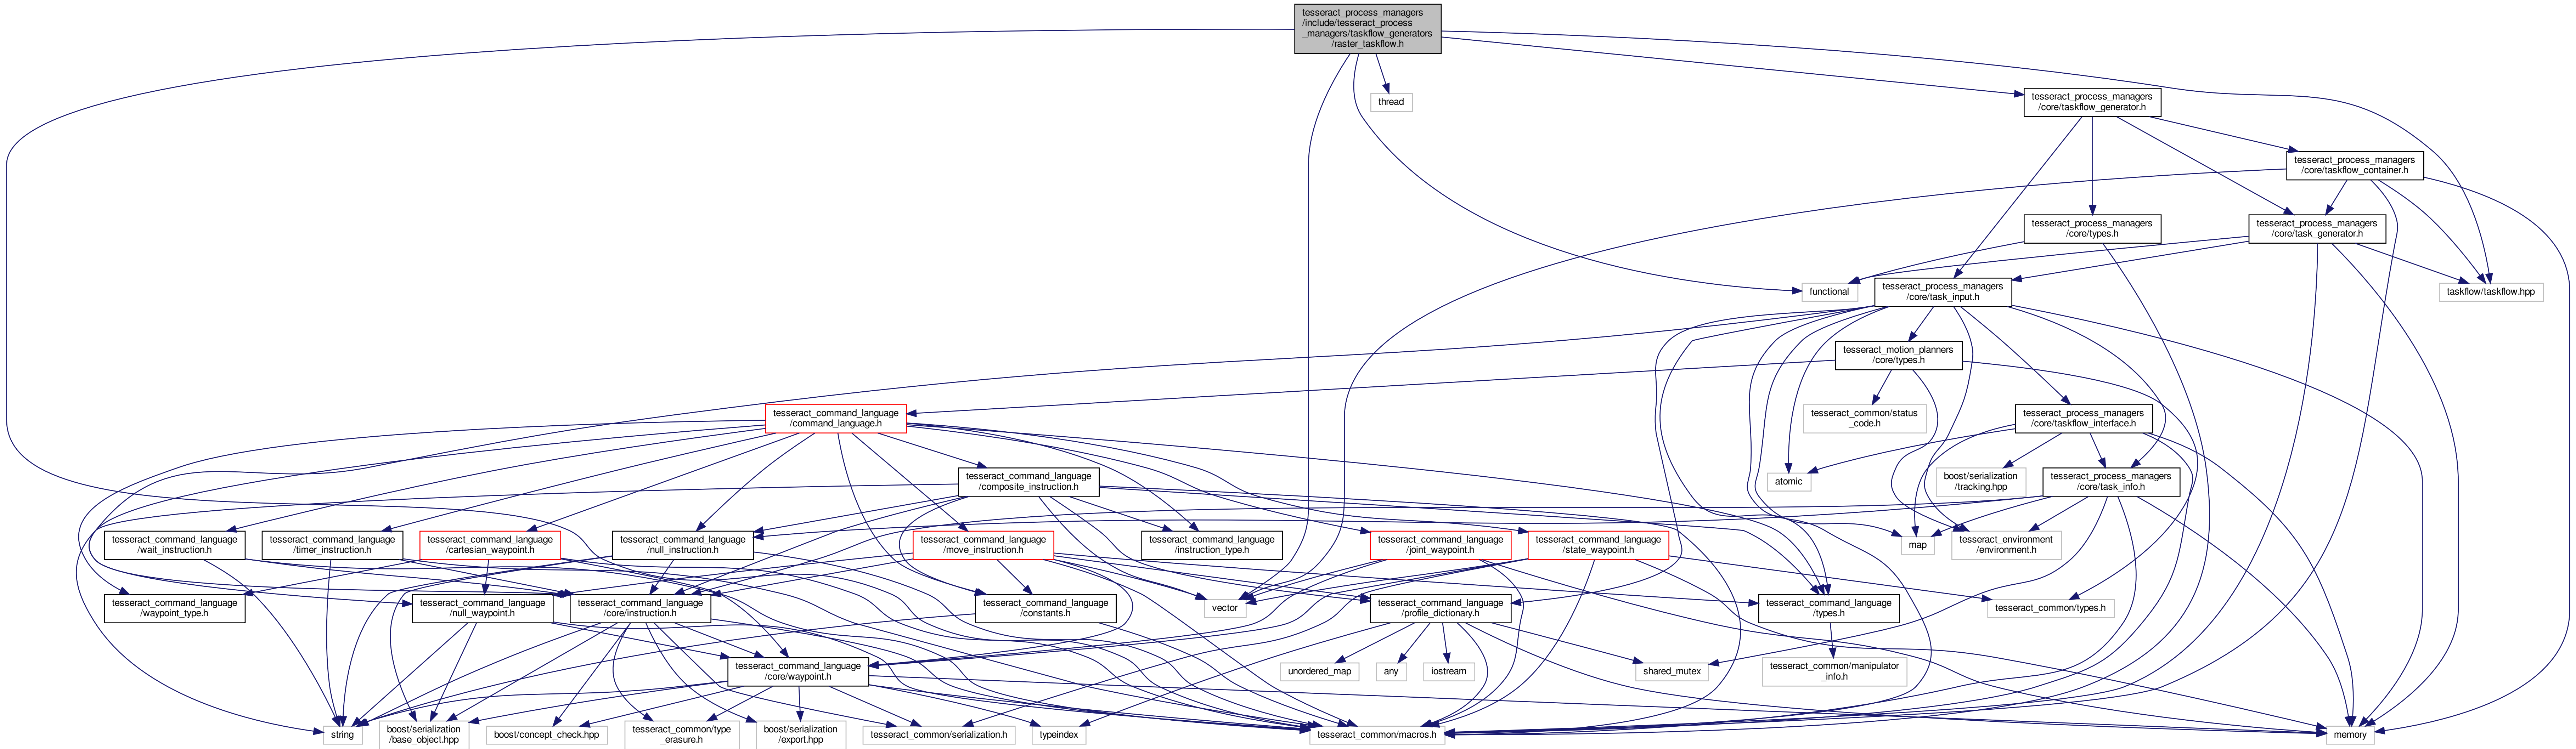 tesseract_process_managers
/include/tesseract_process
_managers/taskflow_generators
/raster_taskflow.h
thread
tesseract_process_managers
/core/taskflow_generator.h
tesseract_process_managers
/core/taskflow_container.h
tesseract_process_managers
/core/types.h
tesseract_process_managers
/core/task_generator.h
functional
tesseract_process_managers
/core/task_input.h
taskflow/taskflow.hpp
tesseract_motion_planners
/core/types.h
tesseract_command_language
/command_language.h
tesseract_common/status
_code.h
tesseract_process_managers
/core/taskflow_interface.h
tesseract_command_language
/composite_instruction.h
atomic
boost/serialization
/tracking.hpp
tesseract_process_managers
/core/task_info.h
tesseract_command_language
/wait_instruction.h
tesseract_command_language
/timer_instruction.h
tesseract_command_language
/cartesian_waypoint.h
tesseract_command_language
/null_instruction.h
tesseract_command_language
/move_instruction.h
tesseract_command_language
/instruction_type.h
tesseract_command_language
/joint_waypoint.h
tesseract_command_language
/state_waypoint.h
map
tesseract_environment
/environment.h
tesseract_command_language
/waypoint_type.h
tesseract_command_language
/null_waypoint.h
tesseract_command_language
/core/instruction.h
tesseract_command_language
/constants.h
vector
tesseract_command_language
/profile_dictionary.h
tesseract_command_language
/types.h
tesseract_common/types.h
tesseract_command_language
/core/waypoint.h
unordered_map
any
iostream
shared_mutex
tesseract_common/manipulator
_info.h
string
boost/serialization
/base_object.hpp
boost/concept_check.hpp
tesseract_common/type
_erasure.h
boost/serialization
/export.hpp
tesseract_common/serialization.h
typeindex
tesseract_common/macros.h
memory